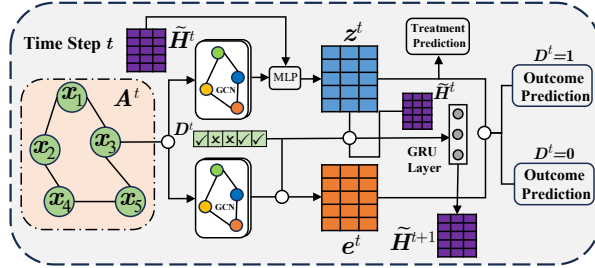 Time Step t
H̃^t
z^t
Treatment
Prediction
D^t=1
Outcome
Prediction
GCN
MLP
A^t
x_1
x_2
x_3
x_4
x_5
D^t
✓ × × ✓ ✓
H̃^t
GRU
Layer
D^t=0
Outcome
Prediction
GCN
e^t
H̃^{t+1}